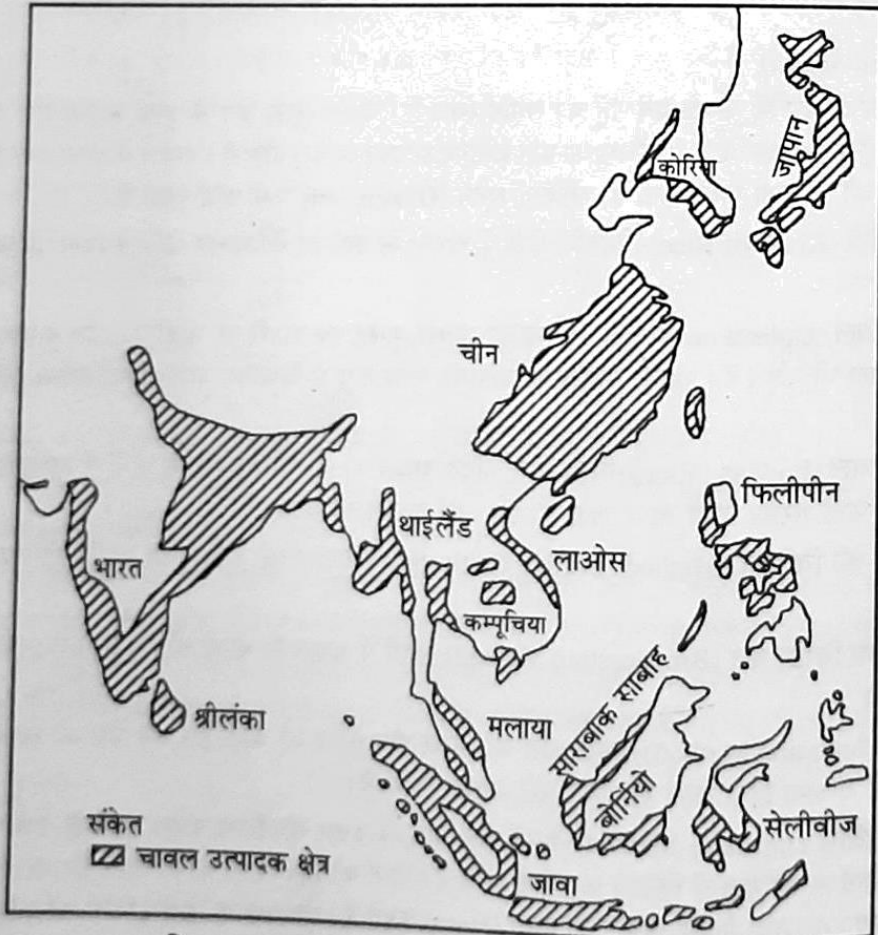 कोरिया
जापान
चीन
फिलीपीन
थाईलैंड
लाओस
भारत
कम्पूचिया
श्रीलंका
मलाया
साराबाक साबाह
बोर्नियो
सेलीवीज
जावा
संकेत
चावल उत्पादक क्षेत्र